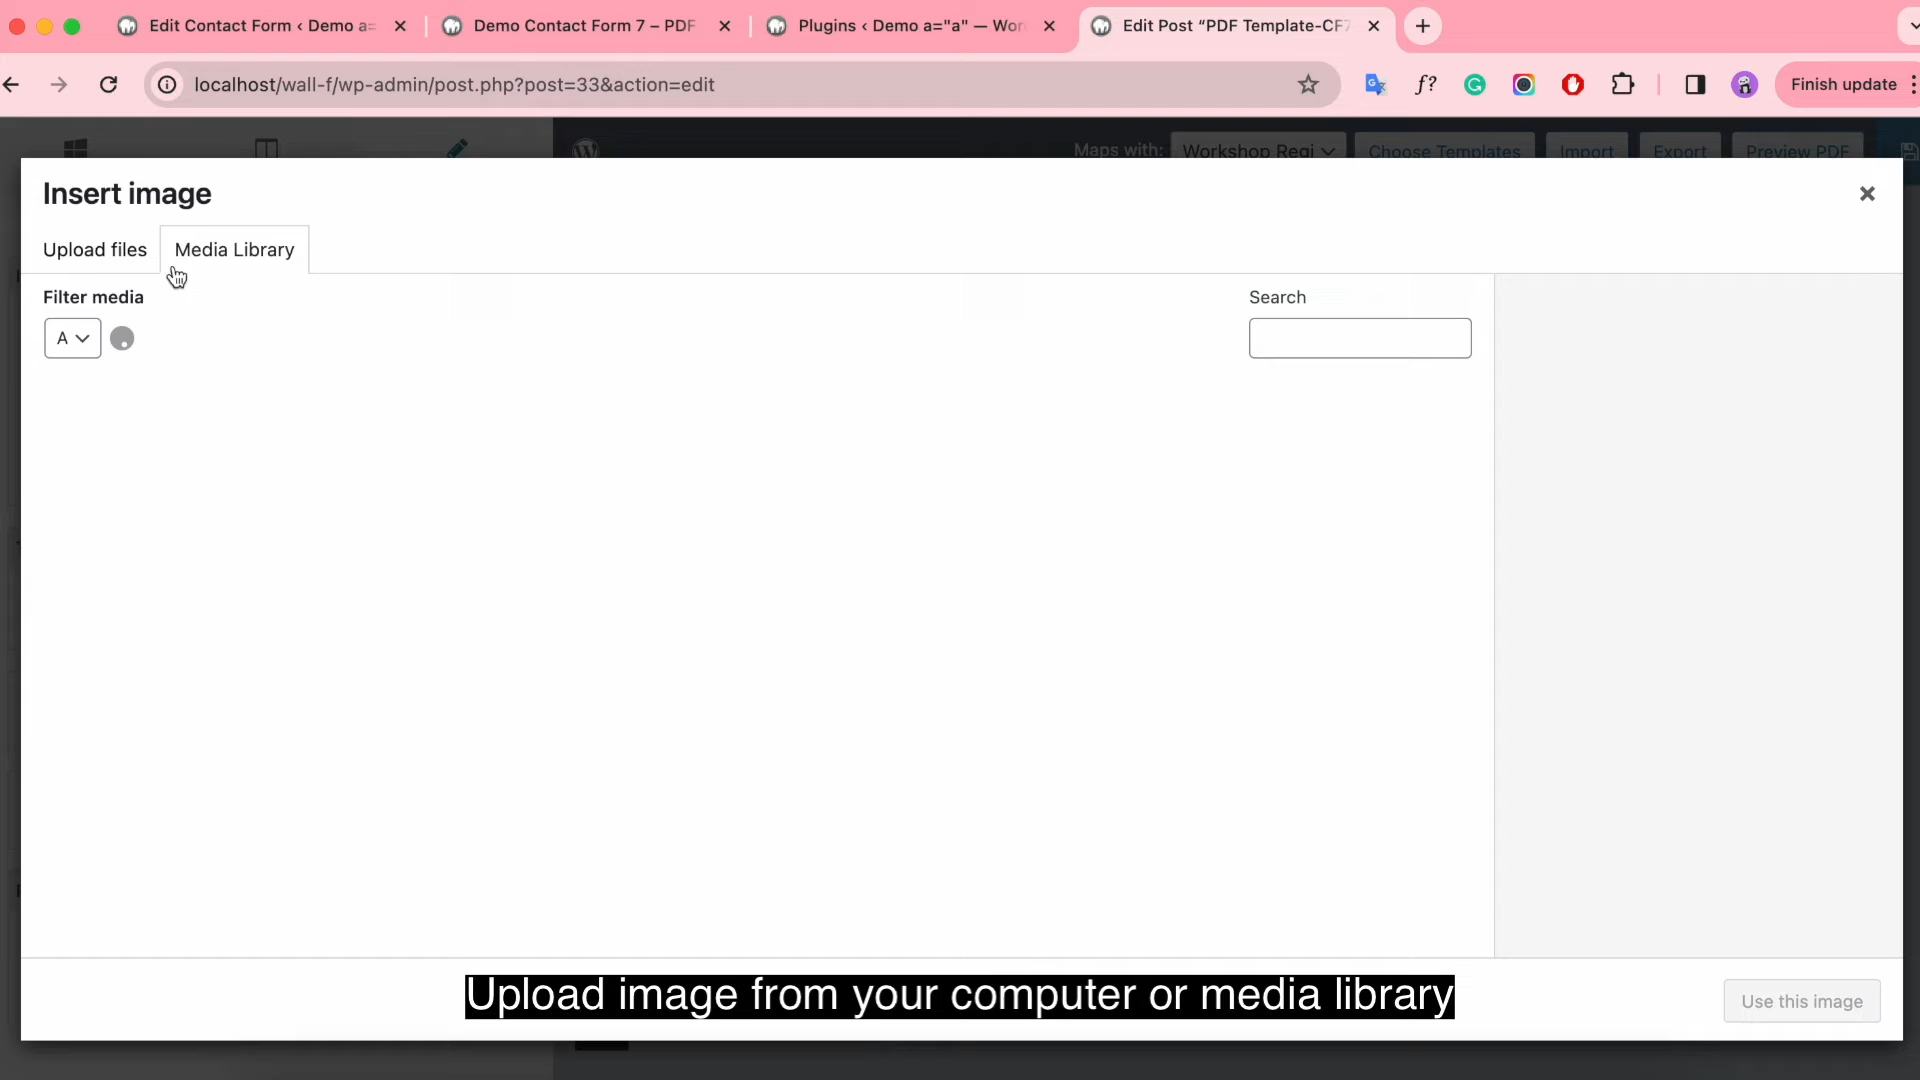 Edit Contact Form ‹ Demo a=
Demo Contact Form 7 – PDF
Plugins ‹ Demo a="a" — Wor
Edit Post “PDF Template-CF7
localhost/wall-f/wp-admin/post.php?post=33&action=edit
f?
Finish update
Maps with:
Workshop Regi
Choose Templates
Import
Export
Preview PDF
Insert image
Upload files
Media Library
Filter media
Search
A
Upload image from your computer or media library
Use this image